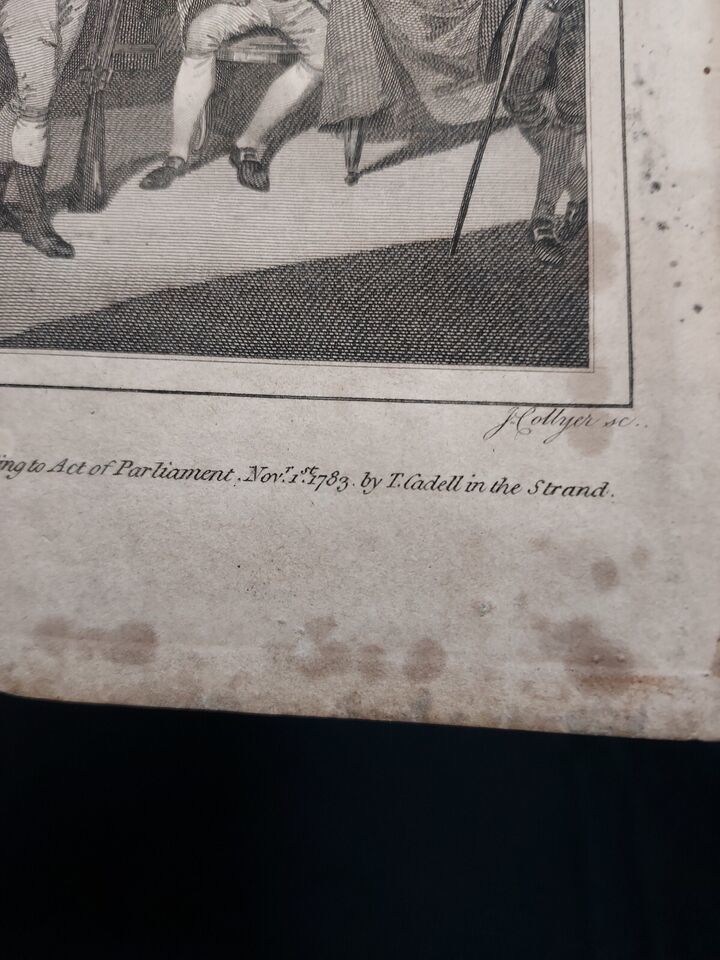 J. Collyer sc..
ing to Act of Parliament, Novr. 1st. 1783. by T. Cadell in the Strand.